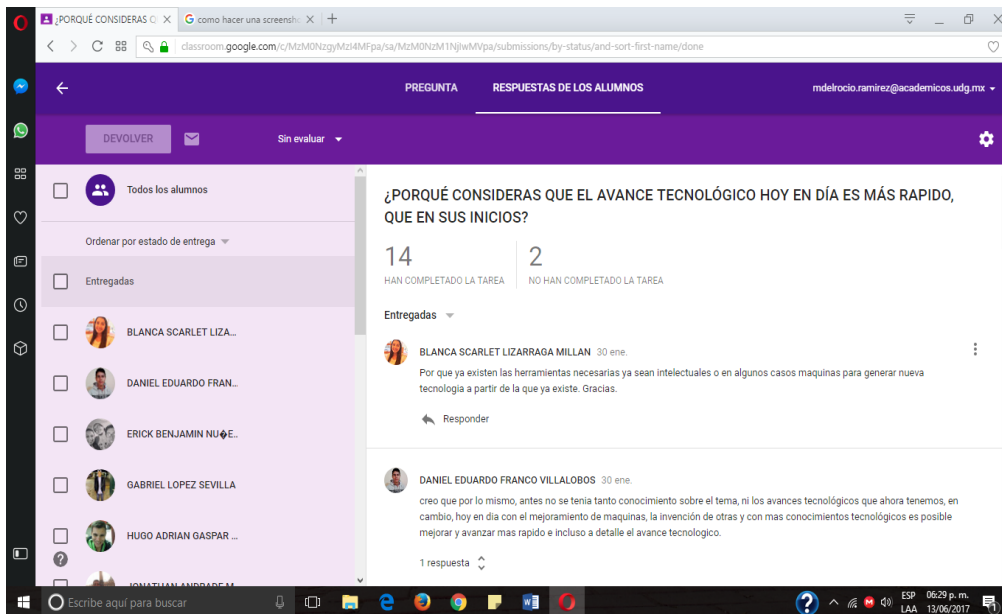 ¿PORQUÉ CONSIDERAS Q
como hacer una screensho
classroom.google.com/c/MzM0NzgyMzI4MFpa/sa/MzM0NzM1NjIwMVpa/submissions/by-status/and-sort-first-name/done
PREGUNTA
RESPUESTAS DE LOS ALUMNOS
mdelrocio.ramirez@academicos.udg.mx
DEVOLVER
Sin evaluar
Todos los alumnos
Ordenar por estado de entrega
Entregadas
BLANCA SCARLET LIZA...
DANIEL EDUARDO FRAN...
ERICK BENJAMIN NU�E...
GABRIEL LOPEZ SEVILLA
HUGO ADRIAN GASPAR ...
JONATHAN ANDRADE M
¿PORQUÉ CONSIDERAS QUE EL AVANCE TECNOLÓGICO HOY EN DÍA ES MÁS RAPIDO,
QUE EN SUS INICIOS?
14
HAN COMPLETADO LA TAREA
2
NO HAN COMPLETADO LA TAREA
Entregadas
BLANCA SCARLET LIZARRAGA MILLAN 30 ene.
Por que ya existen las herramientas necesarias ya sean intelectuales o en algunos casos maquinas para generar nueva
tecnologia a partir de la que ya existe. Gracias.
Responder
DANIEL EDUARDO FRANCO VILLALOBOS 30 ene.
creo que por lo mismo, antes no se tenia tanto conocimiento sobre el tema, ni los avances tecnológicos que ahora tenemos, en
cambio, hoy en dia con el mejoramiento de maquinas, la invención de otras y con mas conocimientos tecnológicos es posible
mejorar y avanzar mas rapido e incluso a detalle el avance tecnologico.
1 respuesta
Escribe aquí para buscar
ESP
LAA
06:29 p. m.
13/06/2017